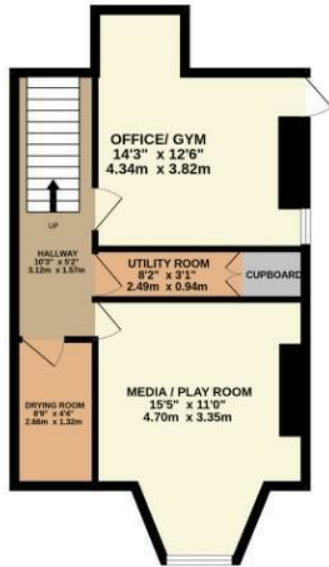 OFFICE/ GYM
14'3" x 12'6"
4.34m x 3.82m
UP
HALLWAY
10'3" x 5'2"
3.12m x 1.57m
UTILITY ROOM
8'2" x 3'1"
2.49m x 0.94m
CUPBOARD
MEDIA / PLAY ROOM
15'5" x 11'0"
4.70m x 3.35m
DRYING ROOM
8'9" x 4'4"
2.66m x 1.32m